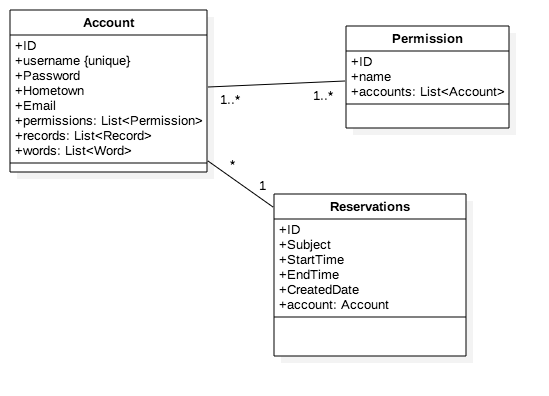 Account
+ID
+username {unique}
+Password
+Hometown
+Email
+permissions: List<Permission>
+records: List<Record>
+words: List<Word>
Permission
+ID
+name
+accounts: List<Account>
1..*
1..*
*
1
Reservations
+ID
+Subject
+StartTime
+EndTime
+CreatedDate
+account: Account